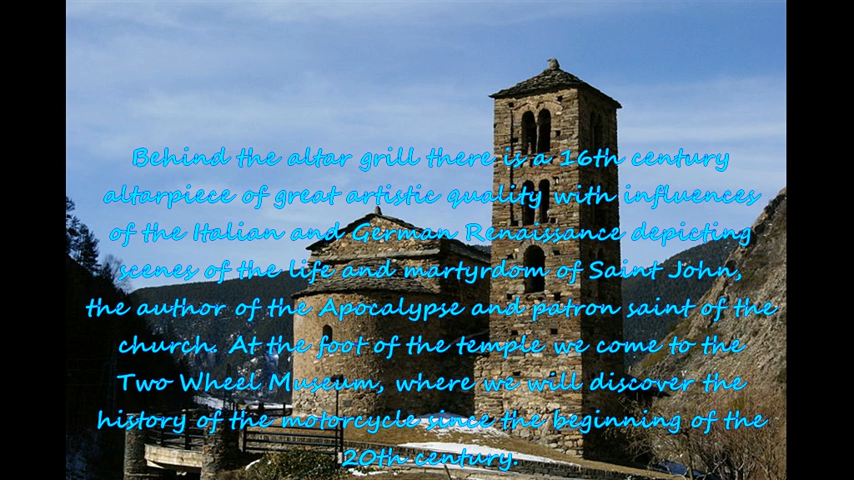 Behind the altar grill there is a 16th century
altarpiece of great artistic quality with influences
of the Italian and German Renaissance depicting
scenes of the life and martyrdom of Saint John,
the author of the Apocalypse and patron saint of the
church. At the foot of the temple we come to the
Two Wheel Museum, where we will discover the
history of the motorcycle since the beginning of the
20th century.